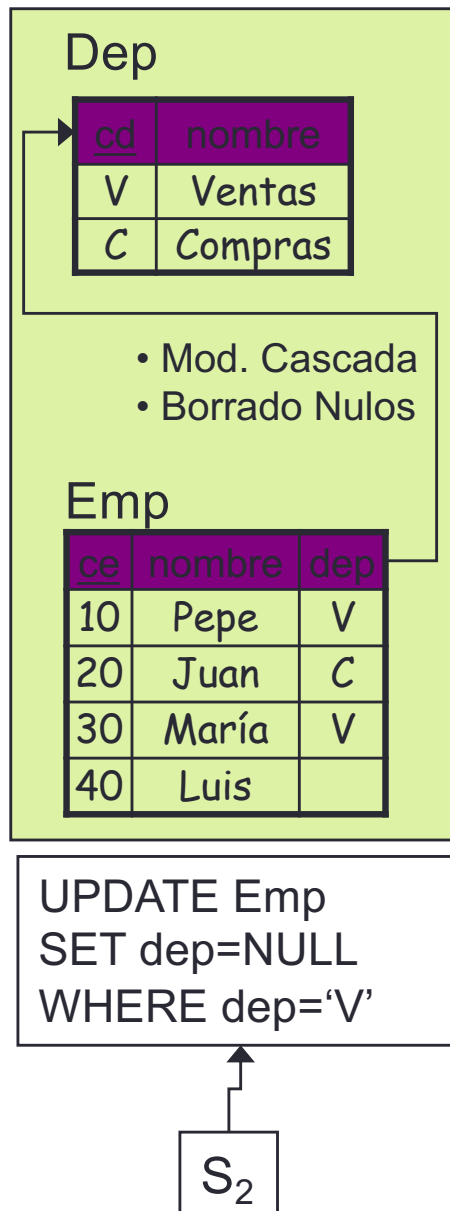 Dep
cd nombre
V Ventas
C Compras
• Mod. Cascada
• Borrado Nulos
Emp
ce nombre dep
10 Pepe V
20 Juan C
30 María V
40 Luis
UPDATE Emp
SET dep=NULL
WHERE dep=‘V’
S₂